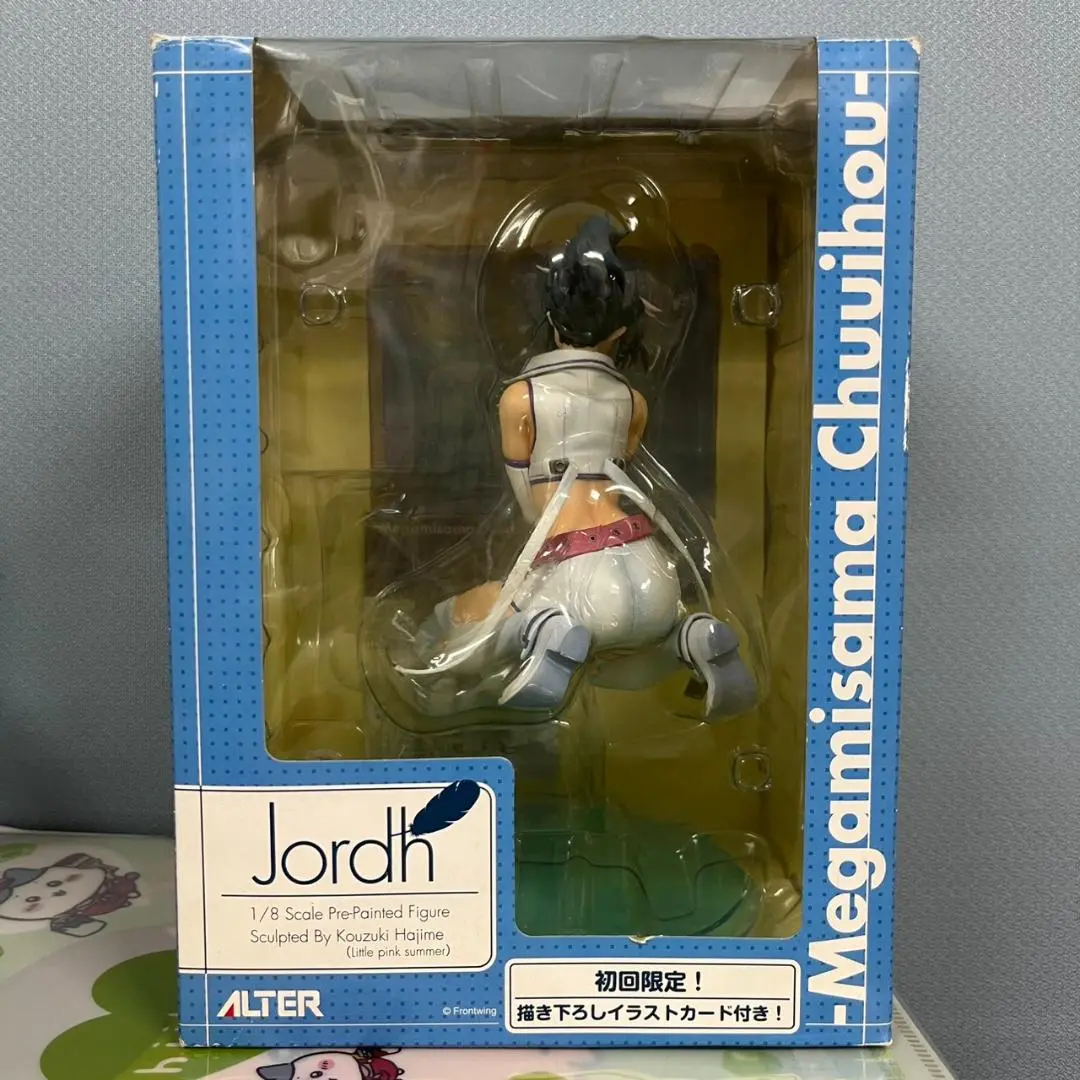 -Megamisama Chuuihou-
Megamisama
Jordh
1/8 Scale Pre-Painted Figure
Sculpted By Kouzuki Hajime
(Little pink summer)
ALTER
© Frontwing
初回限定！
描き下ろしイラストカード付き！